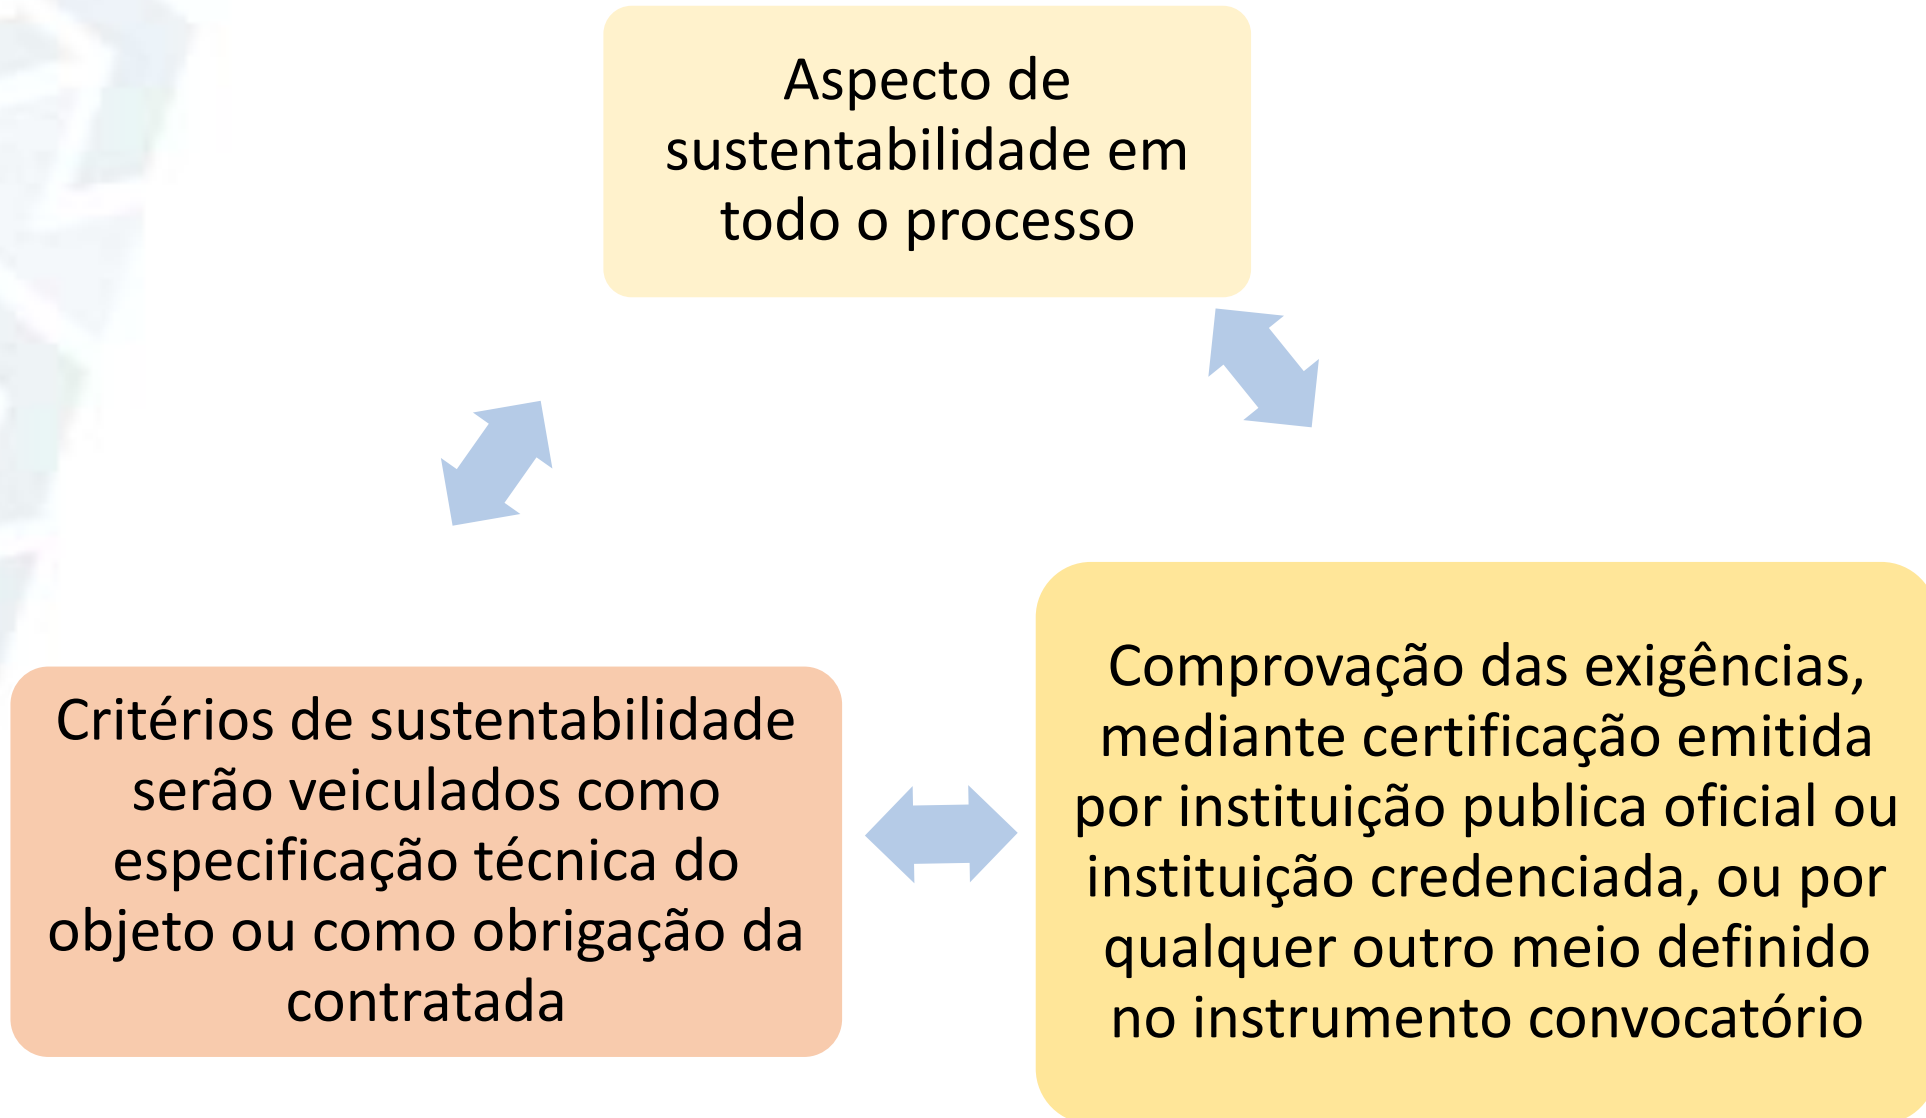 Aspecto de
sustentabilidade em
todo o processo
Critérios de sustentabilidade
serão veiculados como
especificação técnica do
objeto ou como obrigação da
contratada
Comprovação das exigências,
mediante certificação emitida
por instituição publica oficial ou
instituição credenciada, ou por
qualquer outro meio definido
no instrumento convocatório